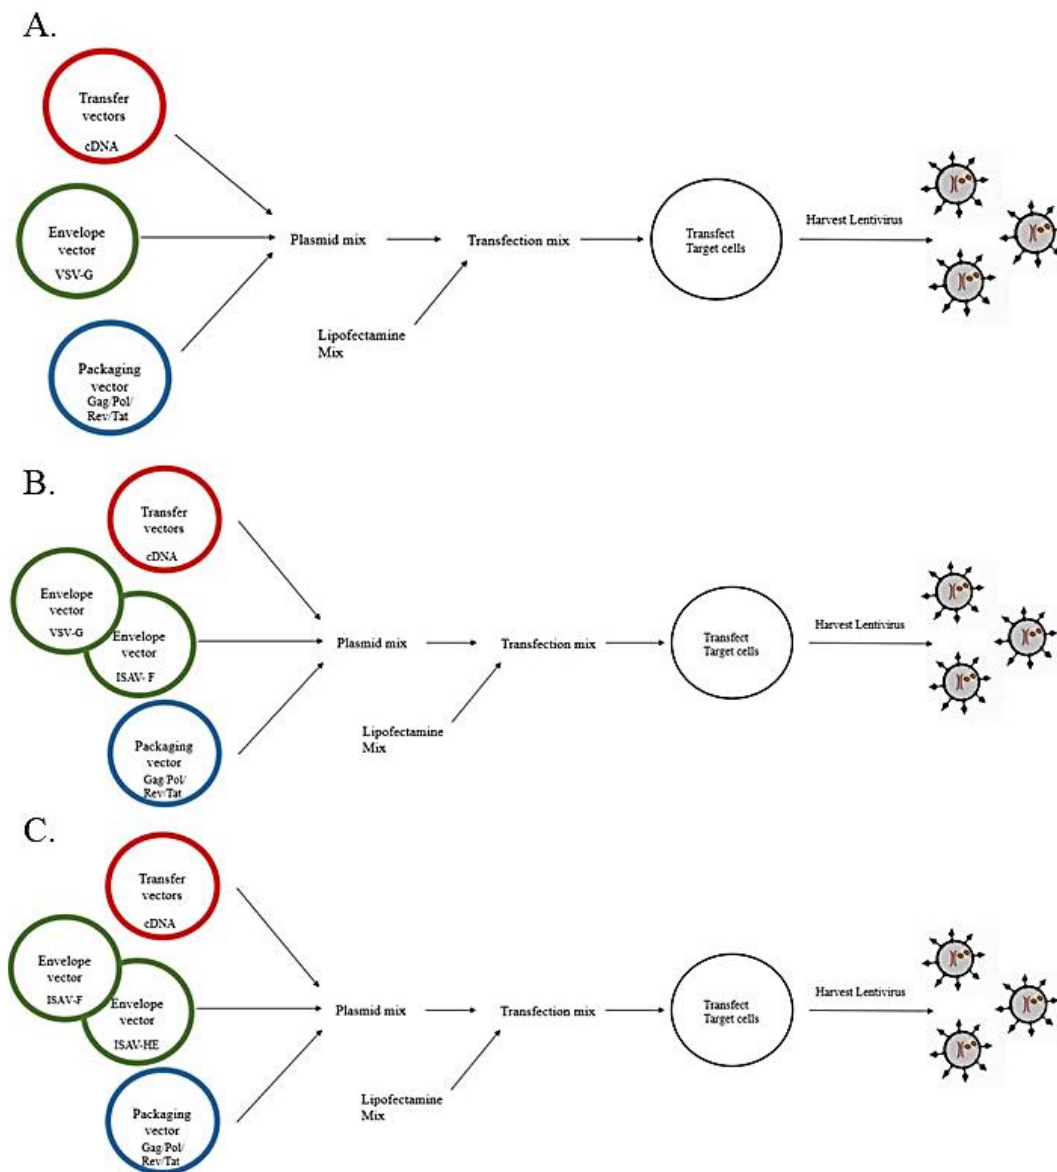 A.
Transfer
vectors
cDNA
Envelope
vector
VSV-G
Packaging
vector
Gag/Pol/
Rev/Tat
Plasmid mix
Lipofectamine
Mix
Transfection mix
Transfect
Target cells
Harvest Lentivirus
B.
Transfer
vectors
cDNA
Envelope
vector
VSV-G
Envelope
vector
ISAV- F
Packaging
vector
Gag/Pol/
Rev/Tat
Plasmid mix
Lipofectamine
Mix
Transfection mix
Transfect
Target cells
Harvest Lentivirus
C.
Transfer
vectors
cDNA
Envelope
vector
ISAV-F
Envelope
vector
ISAV-HE
Packaging
vector
Gag/Pol/
Rev/Tat
Plasmid mix
Lipofectamine
Mix
Transfection mix
Transfect
Target cells
Harvest Lentivirus